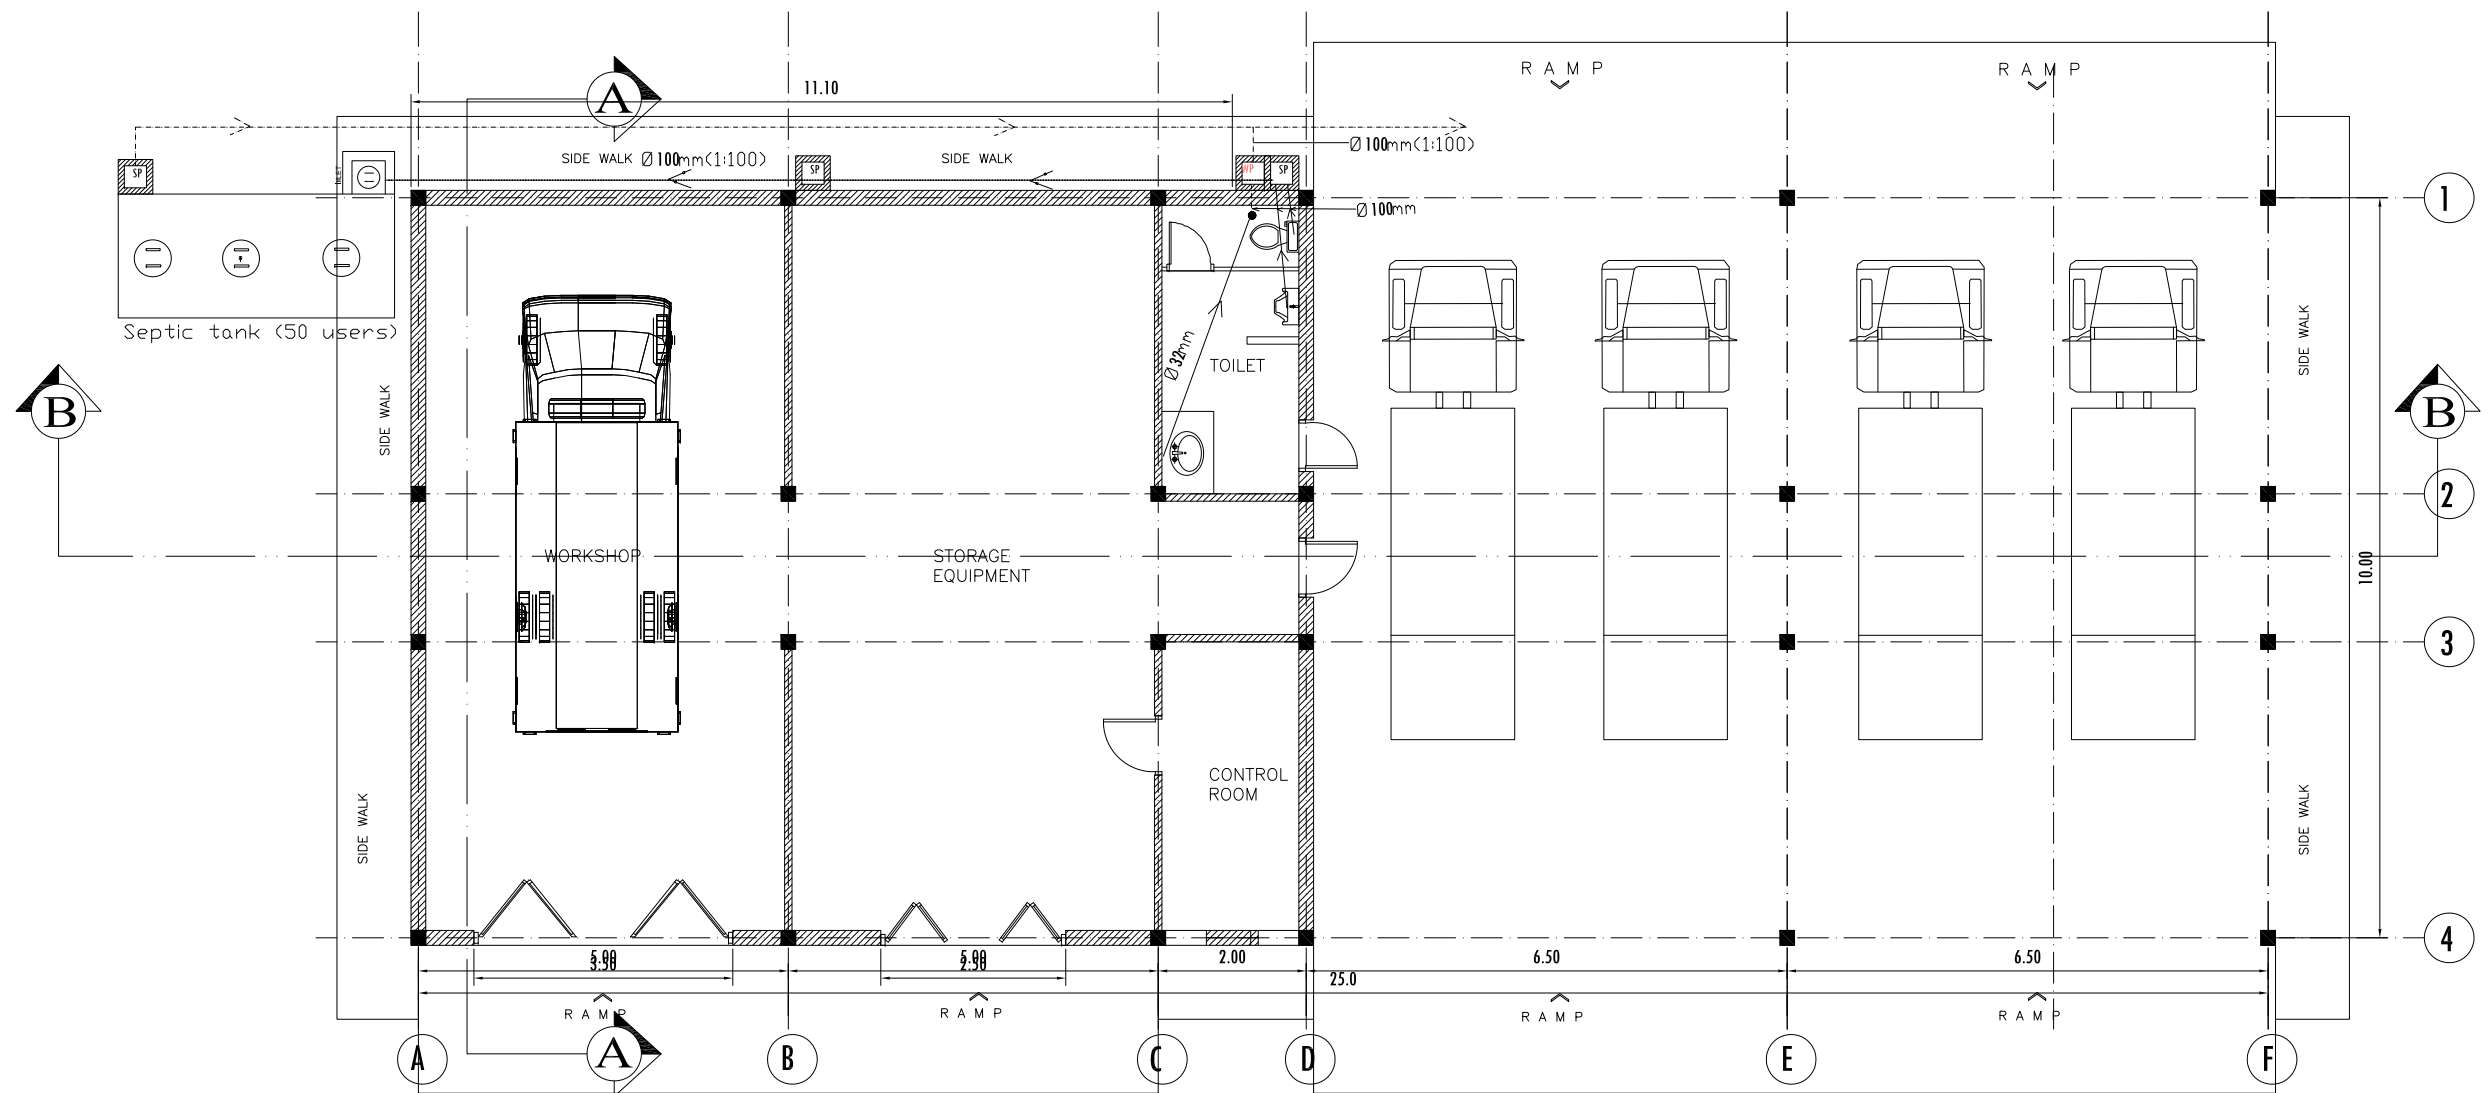 RAMP
RAMP
11.10
A
Ø100mm(1:100)
SIDE WALK Ø100mm(1:100)
SIDE WALK
SP
INLET
SP
WP
SP
1
Ø100mm
Septic tank (50 users)
Ø32mm
TOILET
SIDE WALK
SIDE WALK
B
B
2
WORKSHOP
STORAGE
EQUIPMENT
10.00
3
CONTROL
ROOM
SIDE WALK
SIDE WALK
4
5.00
5.00
2.00
6.50
6.50
3.50
2.50
25.0
RAMP
RAMP
RAMP
RAMP
A
A
B
C
D
E
F